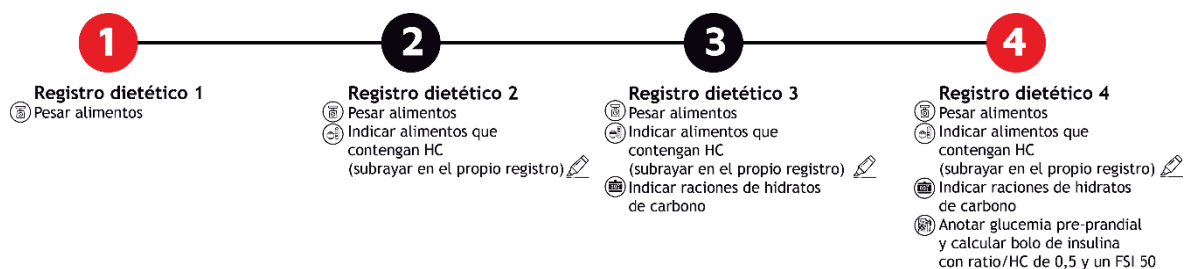 1
Registro dietético 1
Pesar alimentos
2
Registro dietético 2
Pesar alimentos
Indicar alimentos que
contengan HC
(subrayar en el propio registro)
3
Registro dietético 3
Pesar alimentos
Indicar alimentos que
contengan HC
(subrayar en el propio registro)
Indicar raciones de hidratos
de carbono
4
Registro dietético 4
Pesar alimentos
Indicar alimentos que
contengan HC
(subrayar en el propio registro)
Indicar raciones de hidratos
de carbono
Anotar glucemia pre-prandial
y calcular bolo de insulina
con ratio/HC de 0,5 y un FSI 50